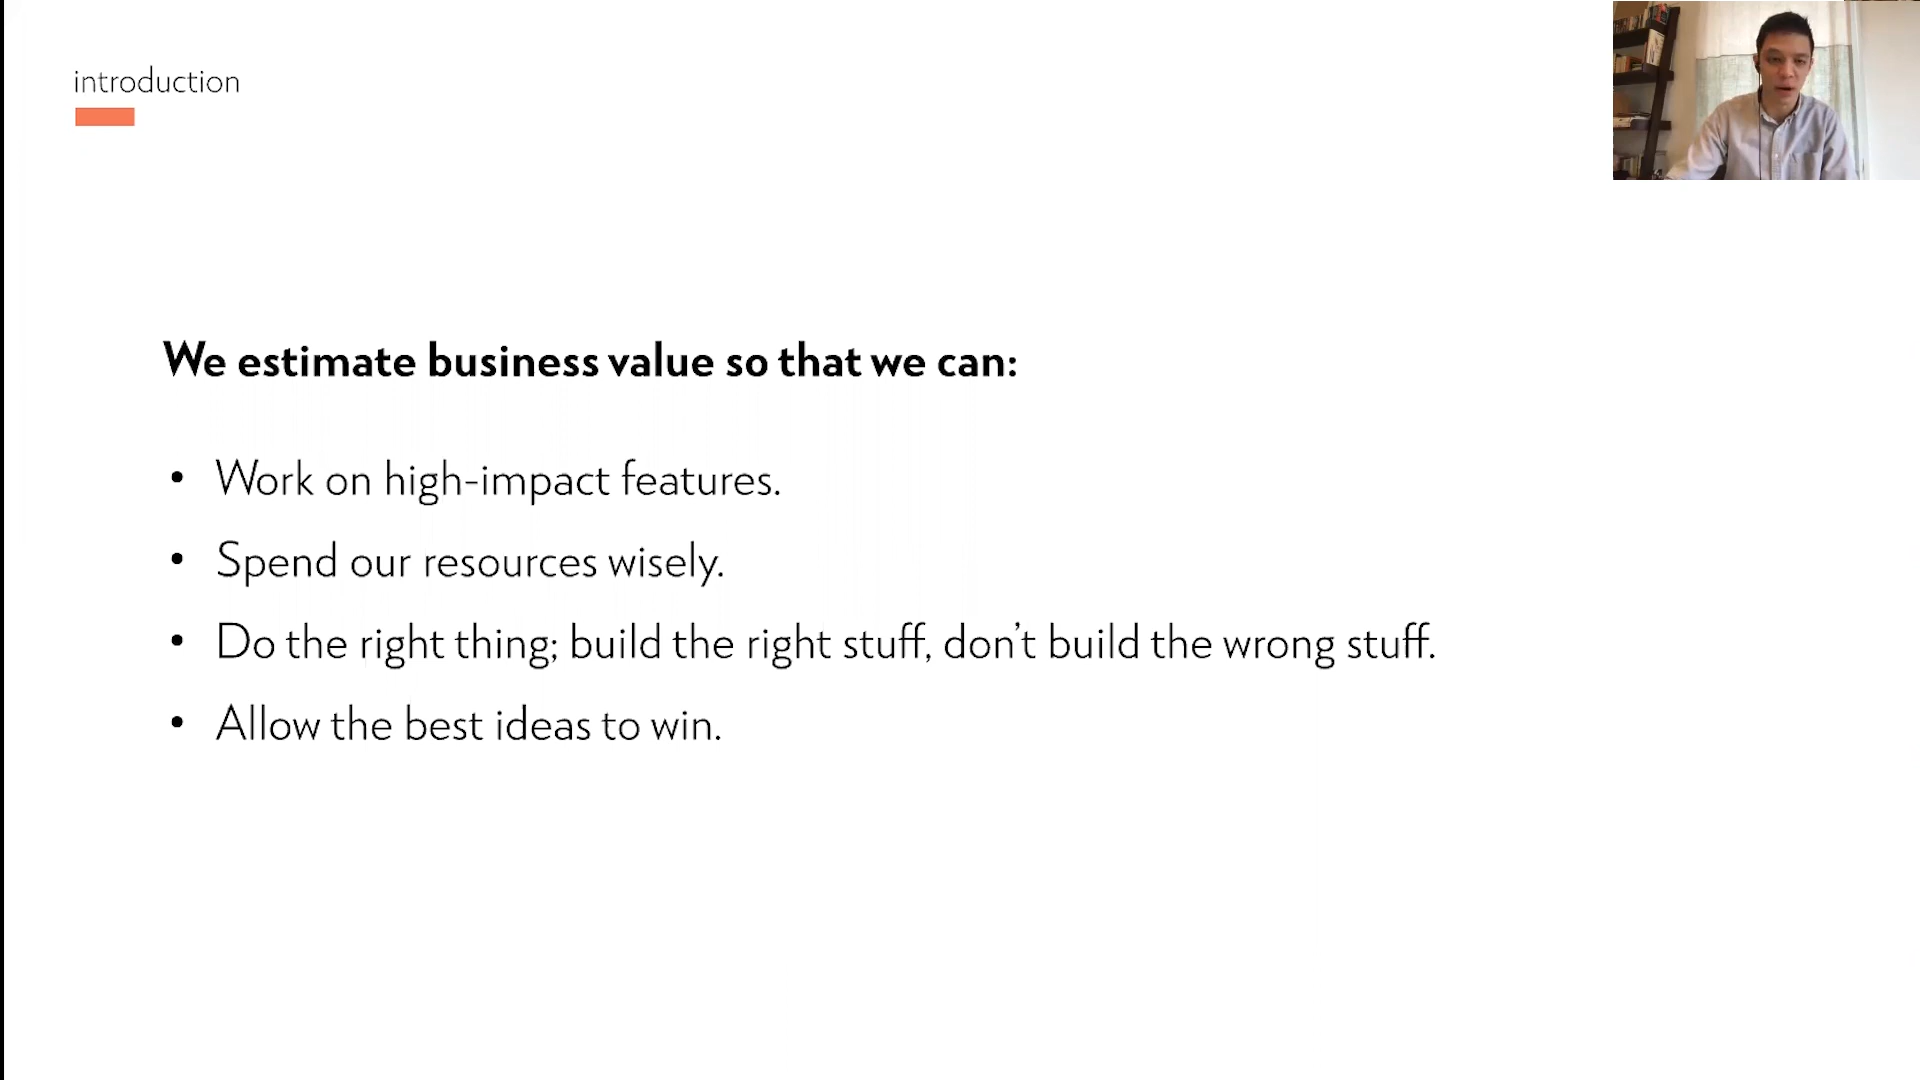 introduction
We estimate business value so that we can:
• Work on high-impact features.
• Spend our resources wisely.
• Do the right thing; build the right stuff, don’t build the wrong stuff.
• Allow the best ideas to win.